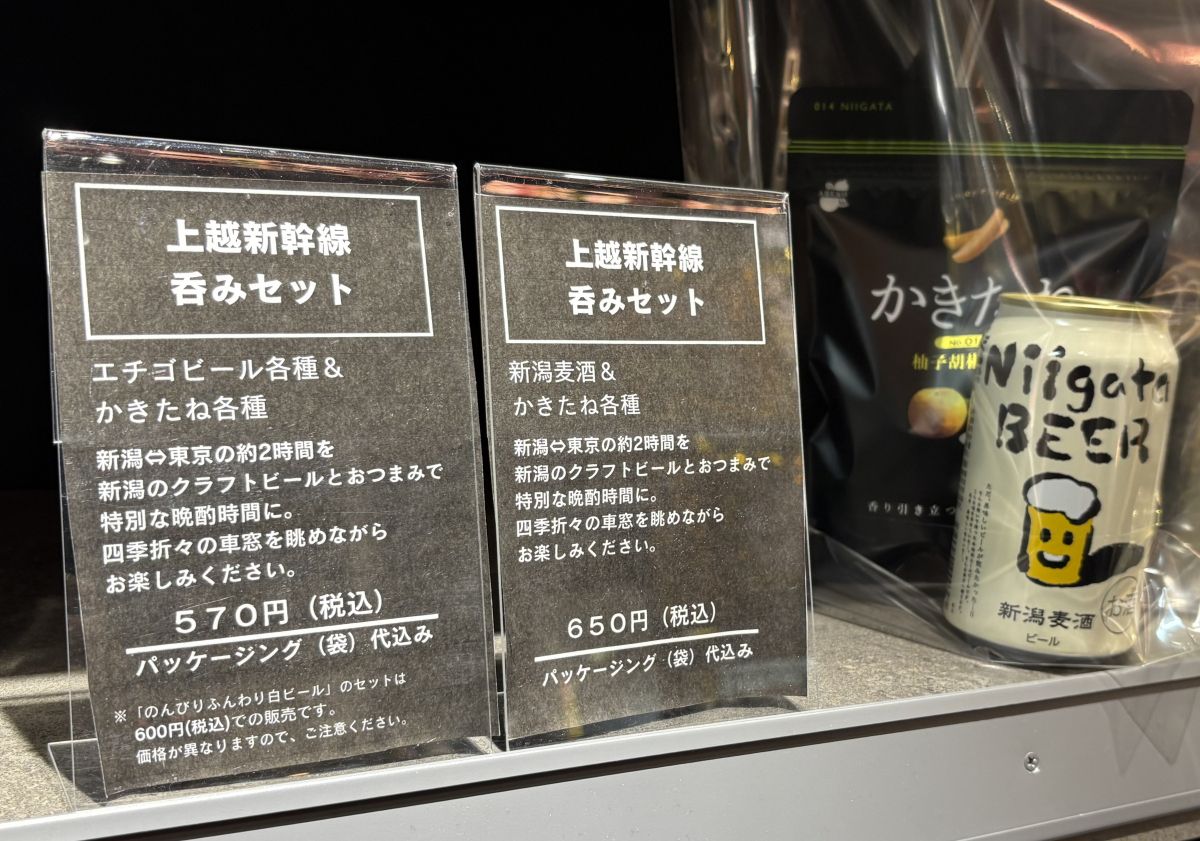 上越新幹線
呑みセット
エチゴビール各種&
かきたね各種
新潟⇔東京の約2時間を
新潟のクラフトビールとおつまみで
特別な晩酌時間に。
四季折々の車窓を眺めながら
お楽しみください。
570円(税込)
パッケージング(袋)代込み
※「のんびりふんわり白ビール」のセットは
600円(税込)での販売です。
価格が異なりますので、ご注意ください。
上越新幹線
呑みセット
新潟麦酒&
かきたね各種
新潟⇔東京の約2時間を
新潟のクラフトビールとおつまみで
特別な晩酌時間に。
四季折々の車窓を眺めながら
お楽しみください。
650円(税込)
パッケージング(袋)代込み
014 NIIGATA
かきたね
柚子胡椒
香り引き立つ
Niigata
BEER
新潟麦酒
ビール